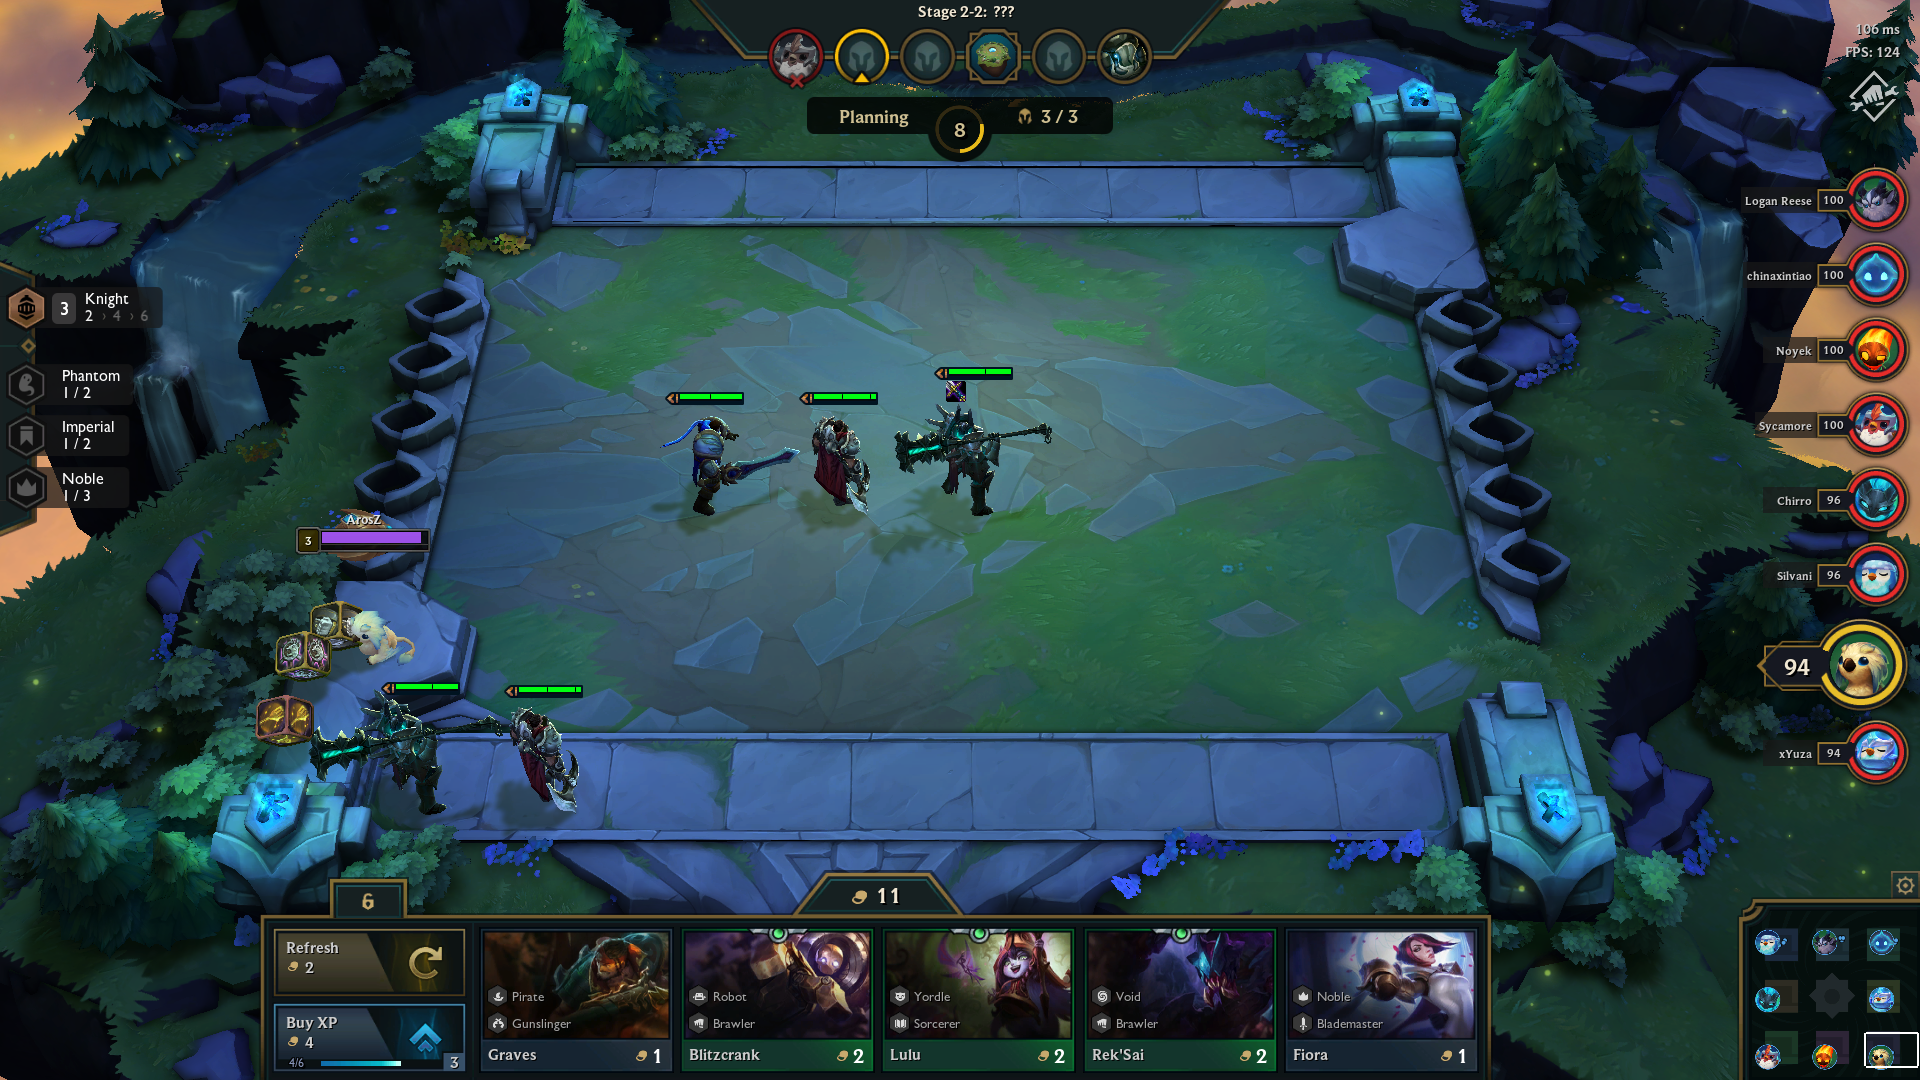 Stage 2-2: ???
106 ms
FPS: 124
Planning
8
3 / 3
Logan Reese 100
chinaxintiao 100
Noyek 100
Sycamore 100
Chirro 96
Silvani 96
94
xYuza 94
3 Knight
2 › 4 › 6
Phantom
1 / 2
Imperial
1 / 2
Noble
1 / 3
ArosZ
3
6
11
Refresh
2
Buy XP
4
4/6
3
Pirate
Gunslinger
Graves 1
Robot
Brawler
Blitzcrank 2
Yordle
Sorcerer
Lulu 2
Void
Brawler
Rek'Sai 2
Noble
Blademaster
Fiora 1